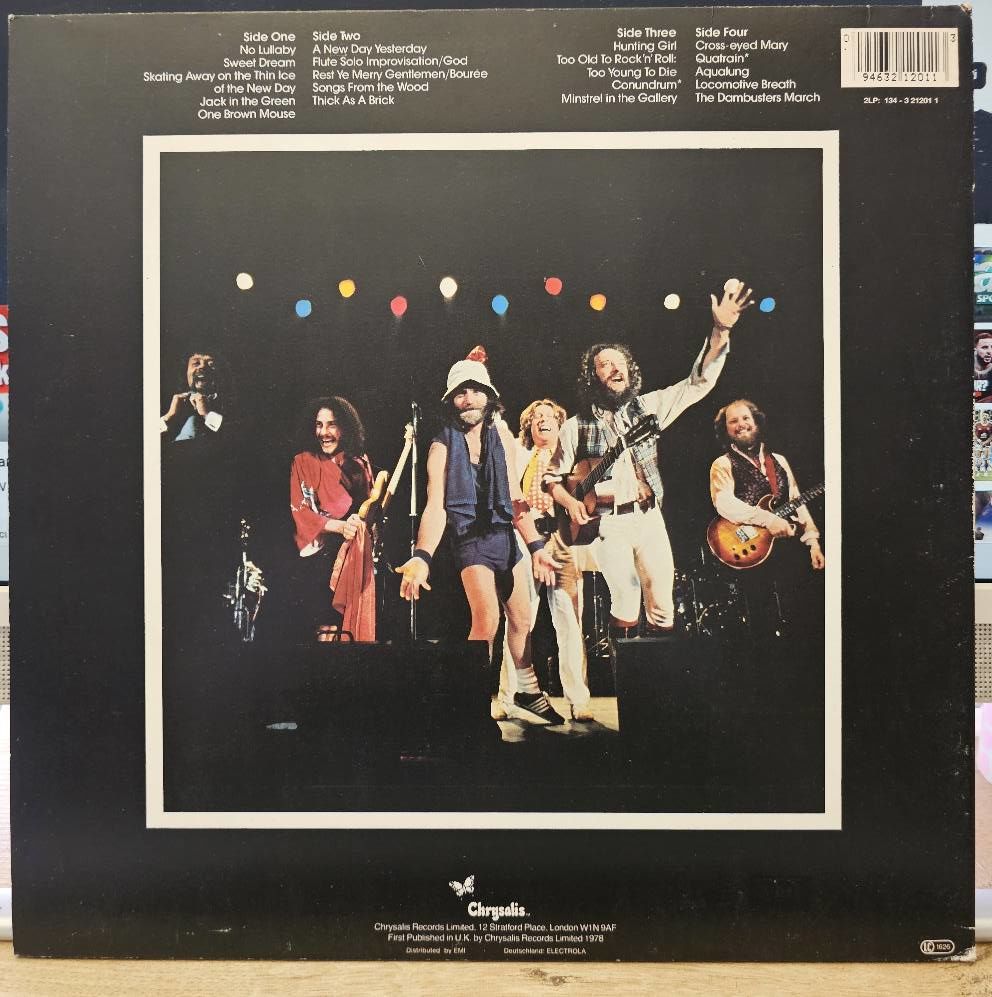 Side One
No Lullaby
Sweet Dream
Skating Away on the Thin Ice
of the New Day
Jack in the Green
One Brown Mouse
Side Two
A New Day Yesterday
Flute Solo Improvisation/God
Rest Ye Merry Gentlemen/Bourée
Songs From the Wood
Thick As A Brick
Side Three
Hunting Girl
Too Old To Rock'n'Roll:
Too Young To Die
Conundrum*
Minstrel in the Gallery
Side Four
Cross-eyed Mary
Quatrain*
Aqualung
Locomotive Breath
The Dambusters March
0 94632 12011 3
2LP: 134 - 3 21201 1
Chrysalis
Chrysalis Records Limited, 12 Stratford Place, London W1N 9AF
First Published in U.K. by Chrysalis Records Limited 1978
Distributed by EMI Deutschland: ELECTROLA
LC 1626